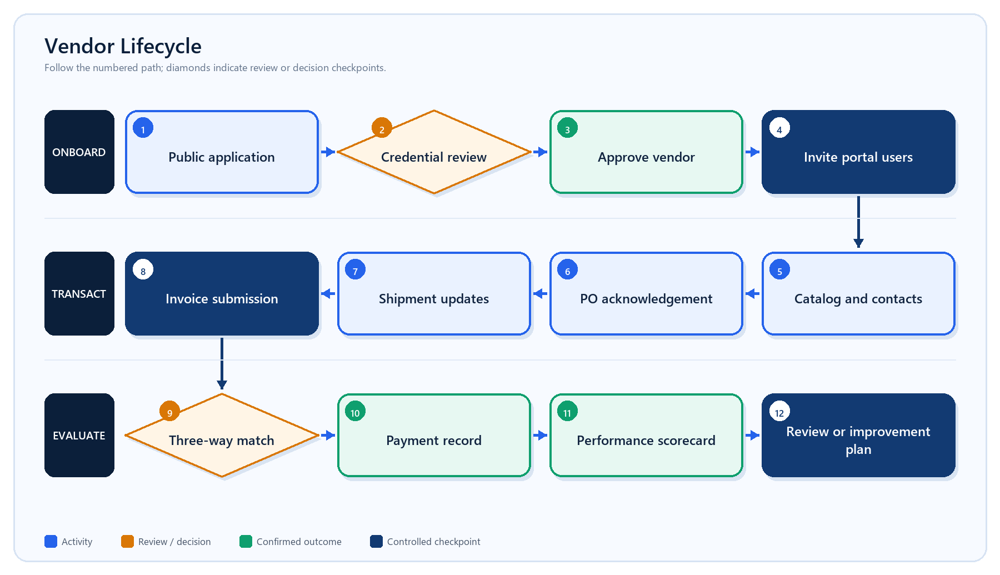 Vendor Lifecycle
Follow the numbered path; diamonds indicate review or decision checkpoints.
ONBOARD
1
Public application
2
Credential review
3
Approve vendor
4
Invite portal users
TRANSACT
8
Invoice submission
7
Shipment updates
6
PO acknowledgement
5
Catalog and contacts
EVALUATE
9
Three-way match
10
Payment record
11
Performance scorecard
12
Review or improvement
plan
Activity
Review / decision
Confirmed outcome
Controlled checkpoint